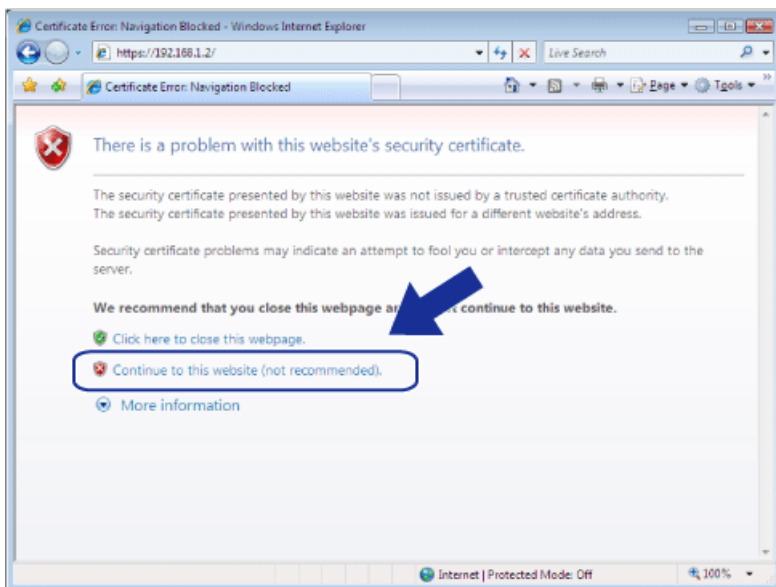 Certificate Error: Navigation Blocked - Windows Internet Explorer
https://192.168.1.2/
Live Search
Certificate Error: Navigation Blocked
Page
Tools
There is a problem with this website's security certificate.
The security certificate presented by this website was not issued by a trusted certificate authority.
The security certificate presented by this website was issued for a different website's address.
Security certificate problems may indicate an attempt to fool you or intercept any data you send to the
server.
We recommend that you close this webpage continue to this website.
Click here to close this webpage.
Continue to this website (not recommended).
More information
Internet | Protected Mode: Off
100%